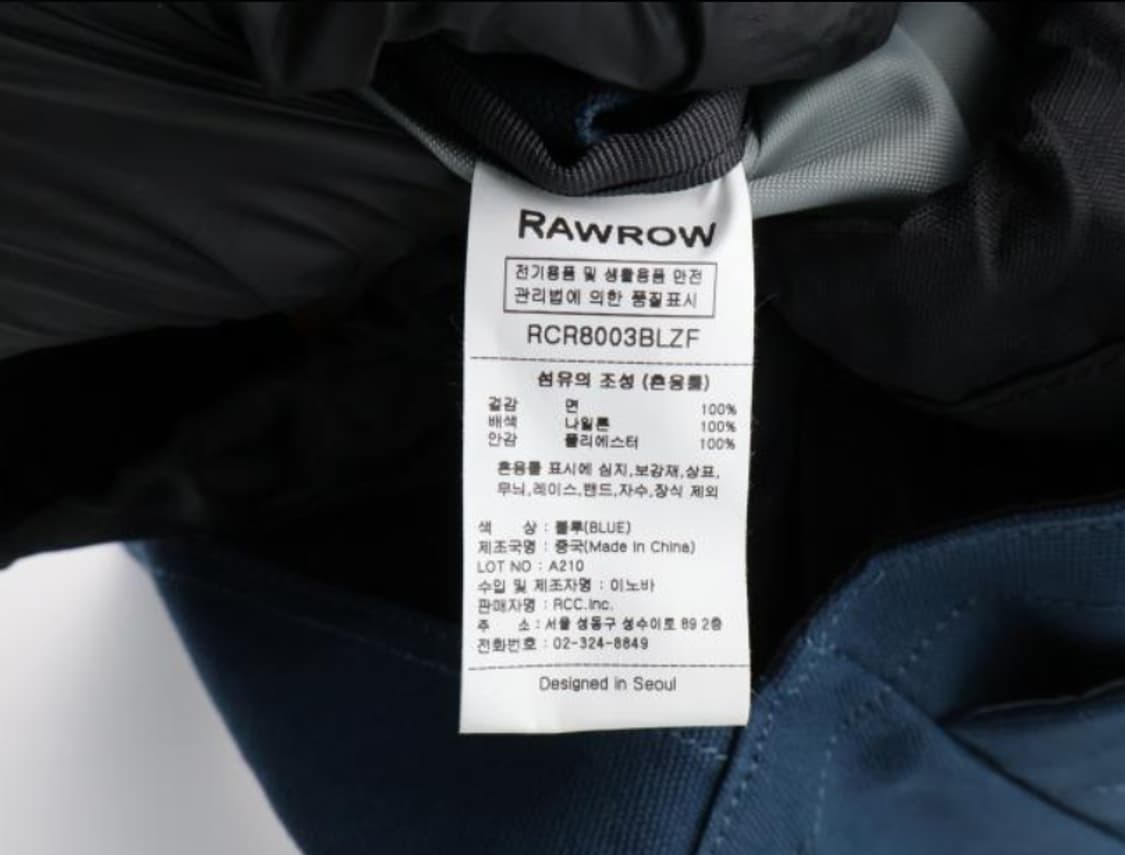 RAWROW
전기용품 및 생활용품 안전
관리법에 의한 품질표시
RCR8003BLZF
섬유의 조성 (혼용률)
겉감 면 100%
배색 나일론 100%
안감 폴리에스터 100%
혼용률 표시에 심지,보강재,상표,
무늬,레이스,밴드,자수,장식 제외
색 상 : 블루(BLUE)
제조국명 : 중국(Made in China)
LOT NO : A210
수입 및 제조자명 : 이노바
판매자명 : RCC.Inc.
주 소 : 서울 성동구 성수이로 89 2층
전화번호 : 02-324-8849
Designed in Seoul